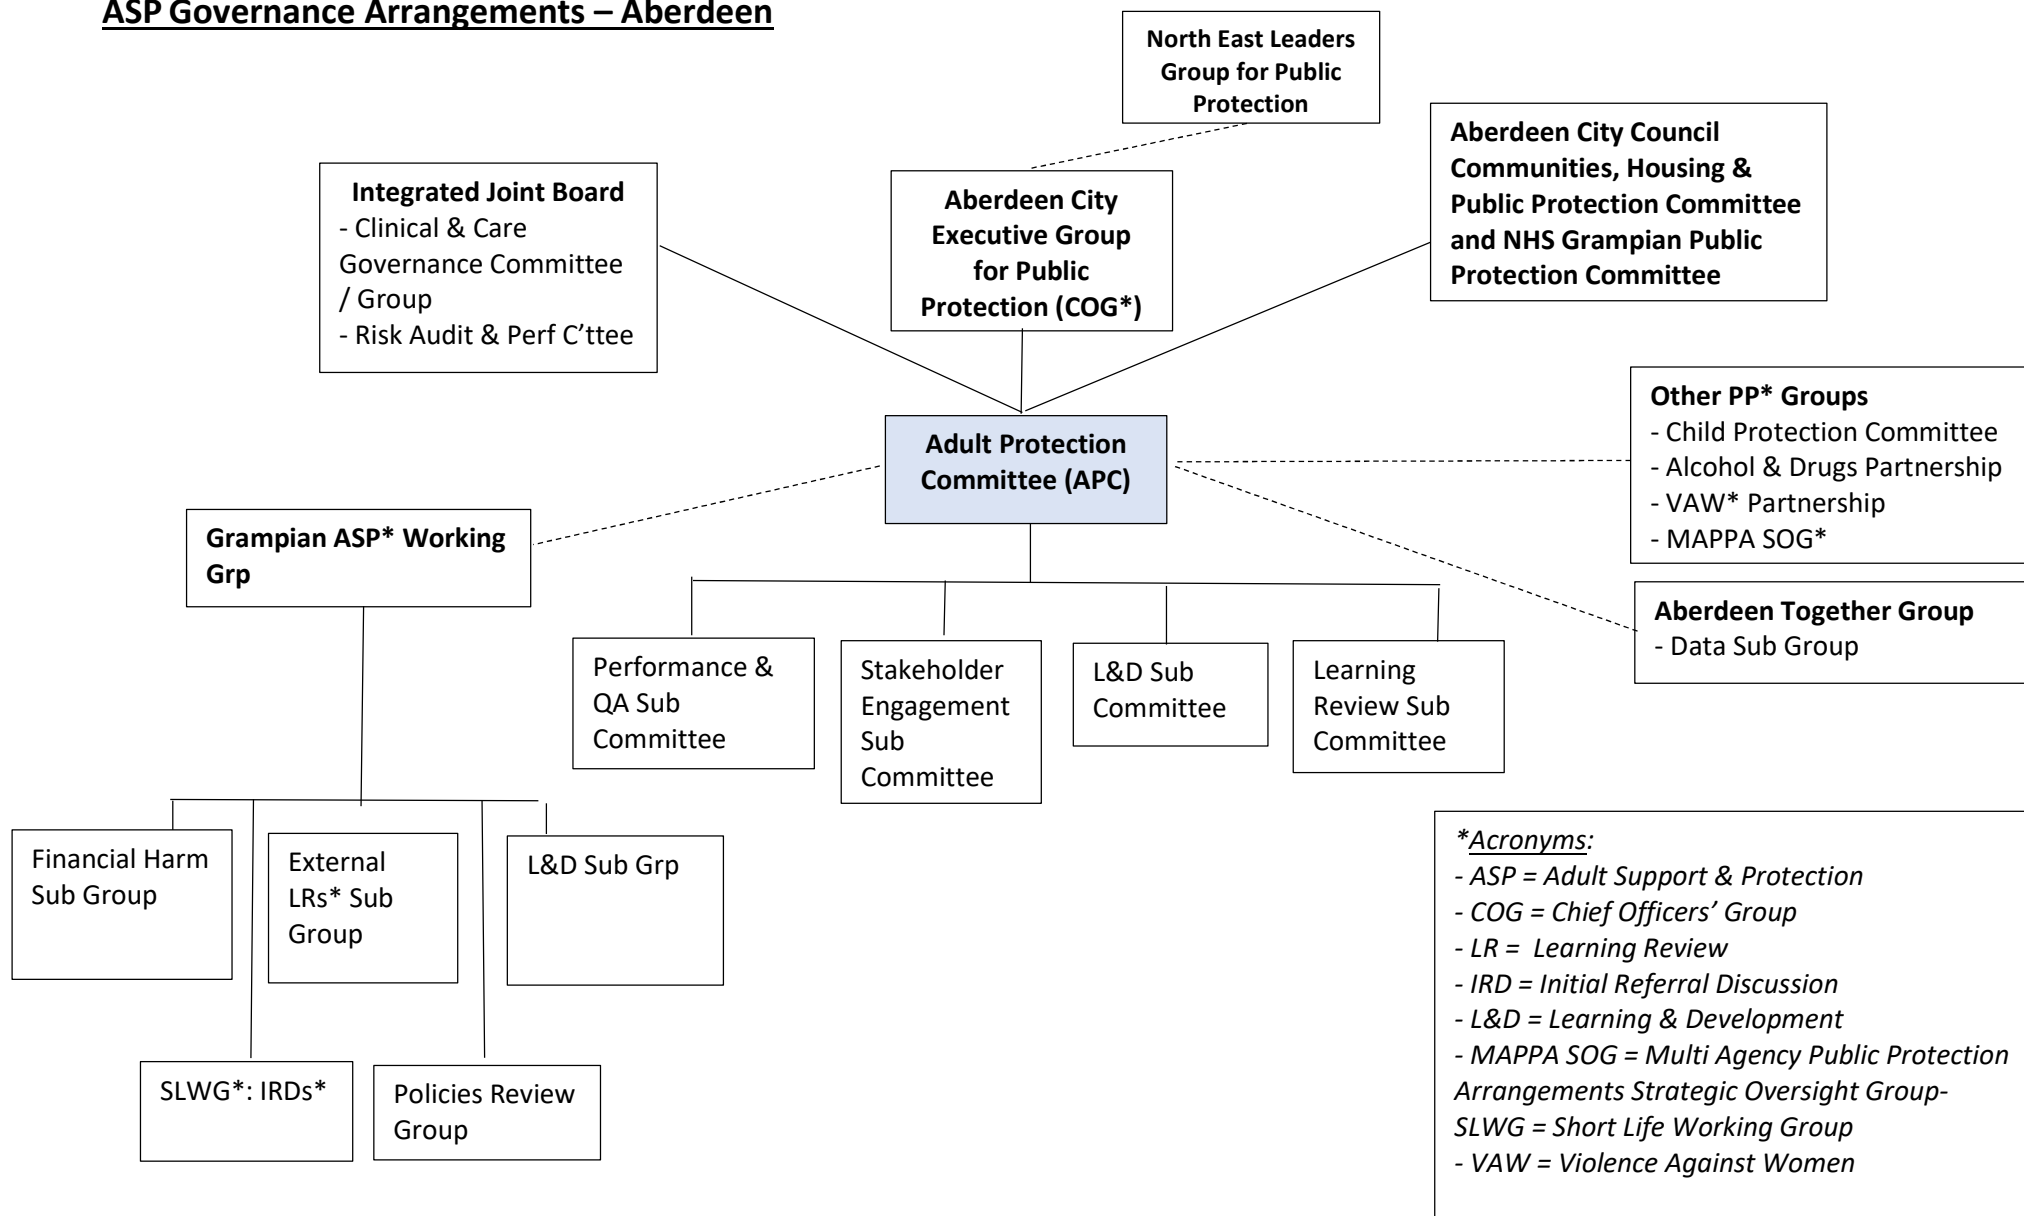 ASP Governance Arrangements – Aberdeen
North East Leaders
Group for Public
Protection
Aberdeen City Council
Communities, Housing &
Public Protection Committee
and NHS Grampian Public
Protection Committee
Integrated Joint Board
- Clinical & Care
Governance Committee
/ Group
- Risk Audit & Perf C’ttee
Aberdeen City
Executive Group
for Public
Protection (COG*)
Other PP* Groups
- Child Protection Committee
- Alcohol & Drugs Partnership
- VAW* Partnership
- MAPPA SOG*
Adult Protection
Committee (APC)
Grampian ASP* Working
Grp
Aberdeen Together Group
- Data Sub Group
Performance &
QA Sub
Committee
Stakeholder
Engagement
Sub
Committee
L&D Sub
Committee
Learning
Review Sub
Committee
Financial Harm
Sub Group
External
LRs* Sub
Group
L&D Sub Grp
SLWG*: IRDs*
Policies Review
Group
*Acronyms:
- ASP = Adult Support & Protection
- COG = Chief Officers’ Group
- LR =  Learning Review
- IRD = Initial Referral Discussion
- L&D = Learning & Development
- MAPPA SOG = Multi Agency Public Protection
Arrangements Strategic Oversight Group-
SLWG = Short Life Working Group
- VAW = Violence Against Women